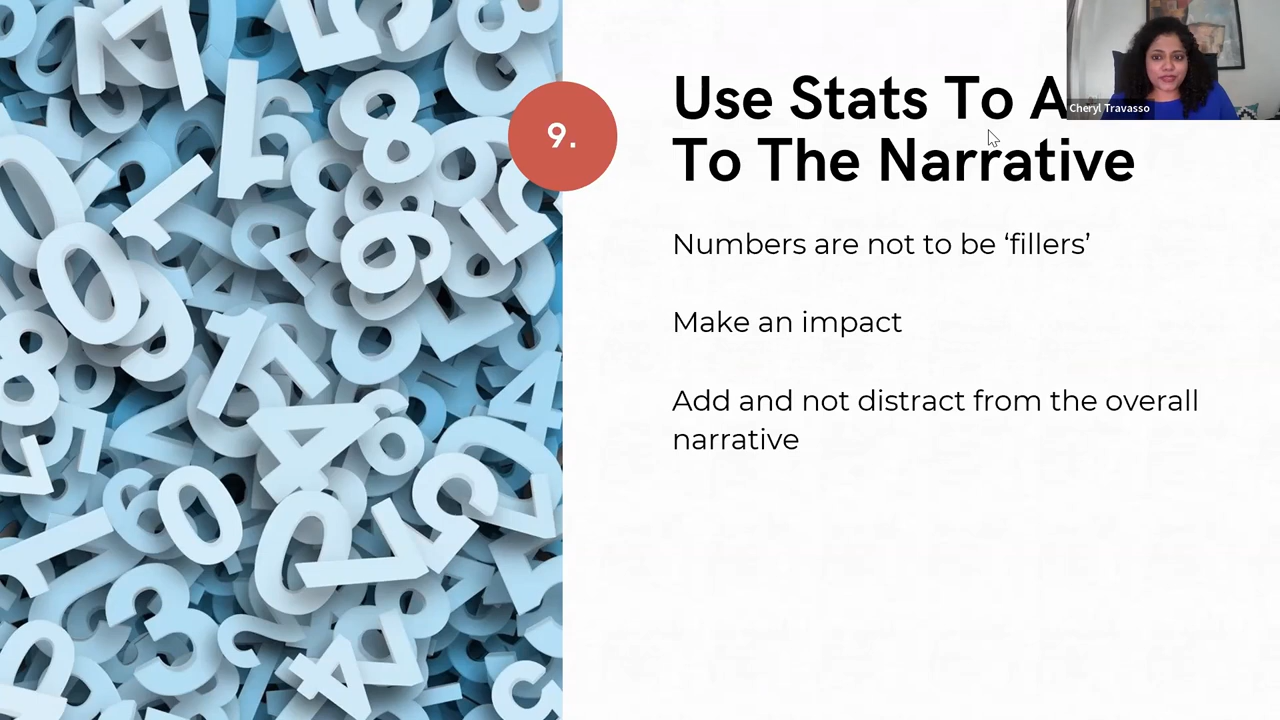 9.
Use Stats To A
To The Narrative
Cheryl Travasso
Numbers are not to be ‘fillers’
Make an impact
Add and not distract from the overall
narrative